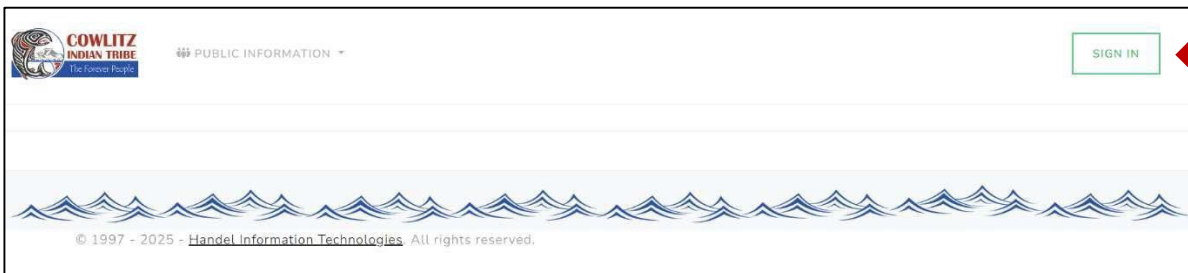 COWLITZ
INDIAN TRIBE
The Forever People
PUBLIC INFORMATION
SIGN IN
© 1997 - 2025 - Handel Information Technologies. All rights reserved.